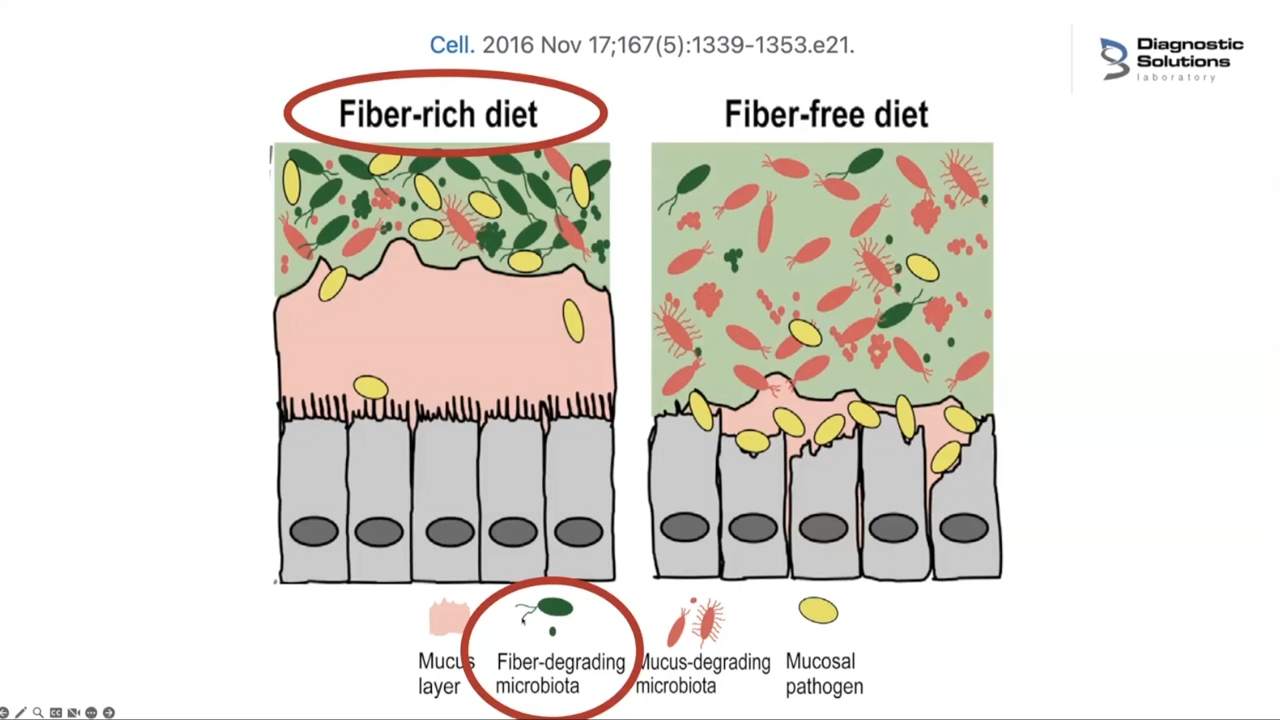 Cell. 2016 Nov 17;167(5):1339-1353.e21.
Diagnostic
Solutions
laboratory
Fiber-rich diet
Fiber-free diet
Mucus
layer
Fiber-degrading
microbiota
Mucus-degrading
microbiota
Mucosal
pathogen
CC